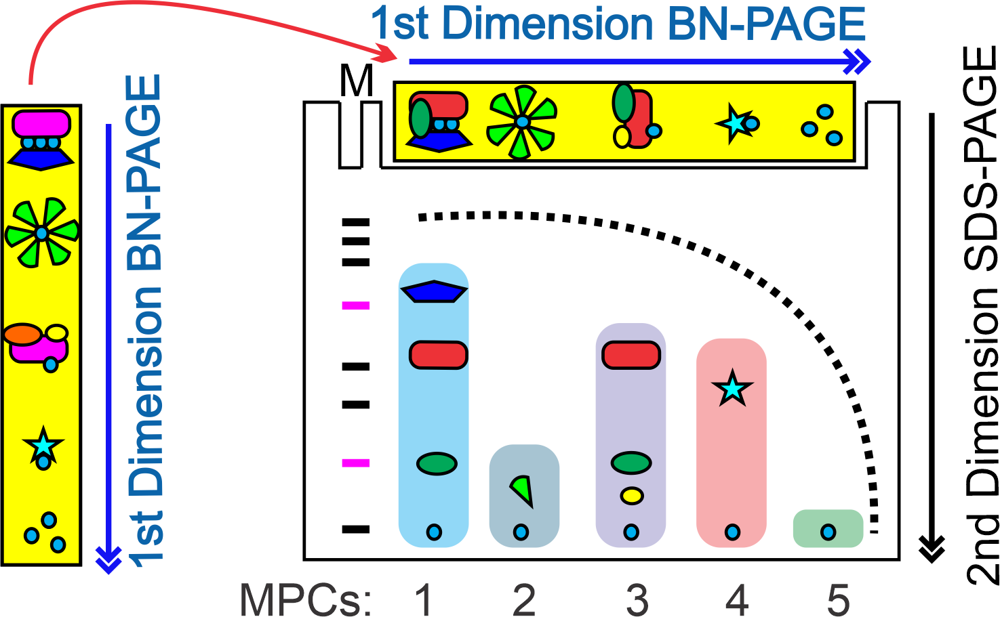 1st Dimension BN-PAGE
1st Dimension BN-PAGE
M
2nd Dimension SDS-PAGE
MPCs: 1 2 3 4 5